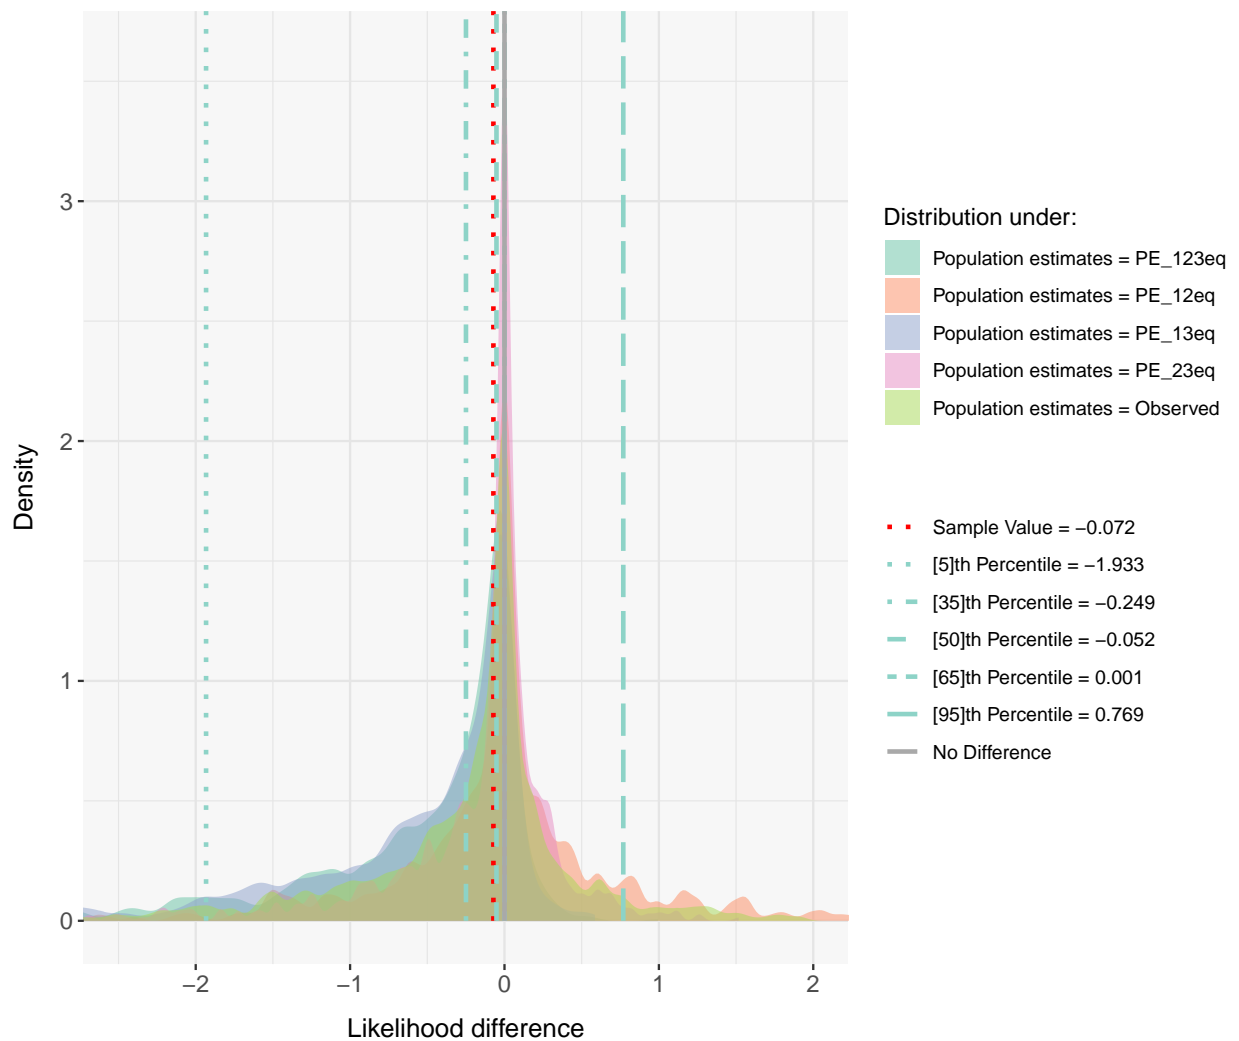 3
2
1
0
Density
−2
−1
0
1
2
Likelihood difference
Distribution under:
Population estimates = PE_123eq
Population estimates = PE_12eq
Population estimates = PE_13eq
Population estimates = PE_23eq
Population estimates = Observed
Sample Value = −0.072
[5]th Percentile = −1.933
[35]th Percentile = −0.249
[50]th Percentile = −0.052
[65]th Percentile = 0.001
[95]th Percentile = 0.769
No Difference